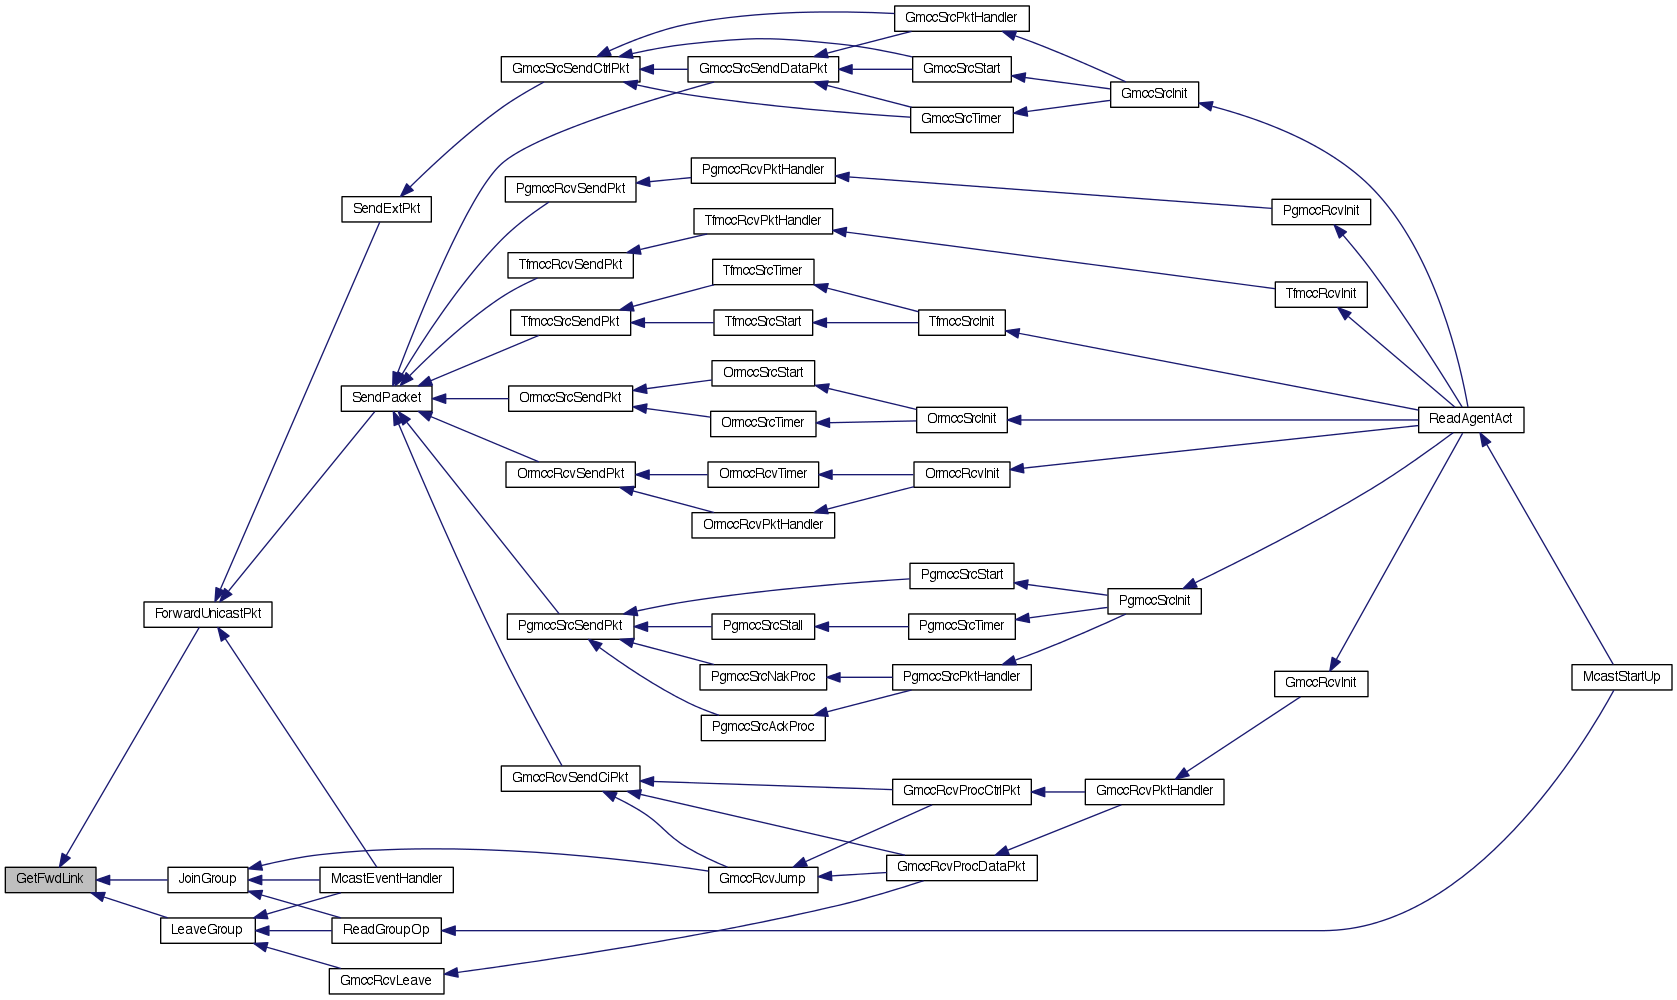 GmccSrcPktHandler
GmccSrcSendCtrlPkt
GmccSrcSendDataPkt
GmccSrcStart
GmccSrcInit
GmccSrcTimer
PgmccRcvPktHandler
PgmccRcvSendPkt
SendExtPkt
PgmccRcvInit
TfmccRcvPktHandler
TfmccRcvSendPkt
TfmccSrcTimer
TfmccRcvInit
TfmccSrcSendPkt
TfmccSrcStart
TfmccSrcInit
OrmccSrcStart
SendPacket
OrmccSrcSendPkt
OrmccSrcTimer
OrmccSrcInit
ReadAgentAct
OrmccRcvSendPkt
OrmccRcvTimer
OrmccRcvInit
OrmccRcvPktHandler
PgmccSrcStart
PgmccSrcInit
ForwardUnicastPkt
PgmccSrcSendPkt
PgmccSrcStall
PgmccSrcTimer
PgmccSrcNakProc
PgmccSrcPktHandler
GmccRcvInit
McastStartUp
PgmccSrcAckProc
GmccRcvSendCiPkt
GmccRcvProcCtrlPkt
GmccRcvPktHandler
GmccRcvProcDataPkt
GetFwdLink
JoinGroup
McastEventHandler
GmccRcvJump
LeaveGroup
ReadGroupOp
GmccRcvLeave